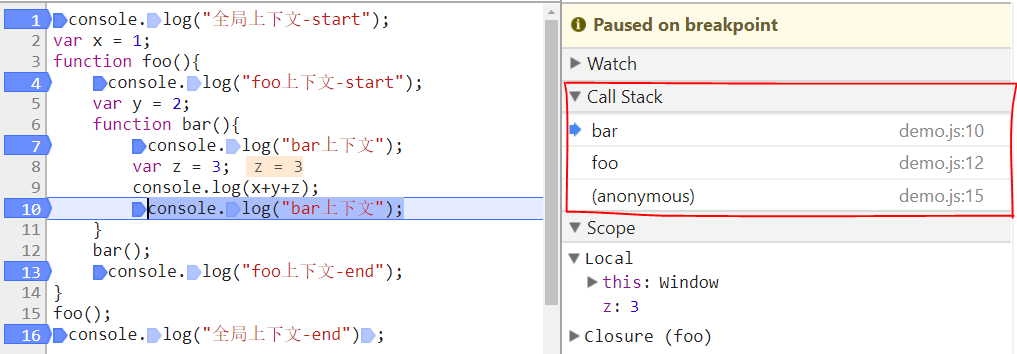 1 console.log("全局上下文-start");
2 var x = 1;
3 function foo(){
4 console.log("foo上下文-start");
5 var y = 2;
6 function bar(){
7 console.log("bar上下文");
8 var z = 3; z = 3
9 console.log(x+y+z);
10 console.log("bar上下文");
11 }
12 bar();
13 console.log("foo上下文-end");
14 }
15 foo();
16 console.log("全局上下文-end");
Paused on breakpoint
Watch
Call Stack
bar demo.js:10
foo demo.js:12
(anonymous) demo.js:15
Scope
Local
this: Window
z: 3
Closure (foo)